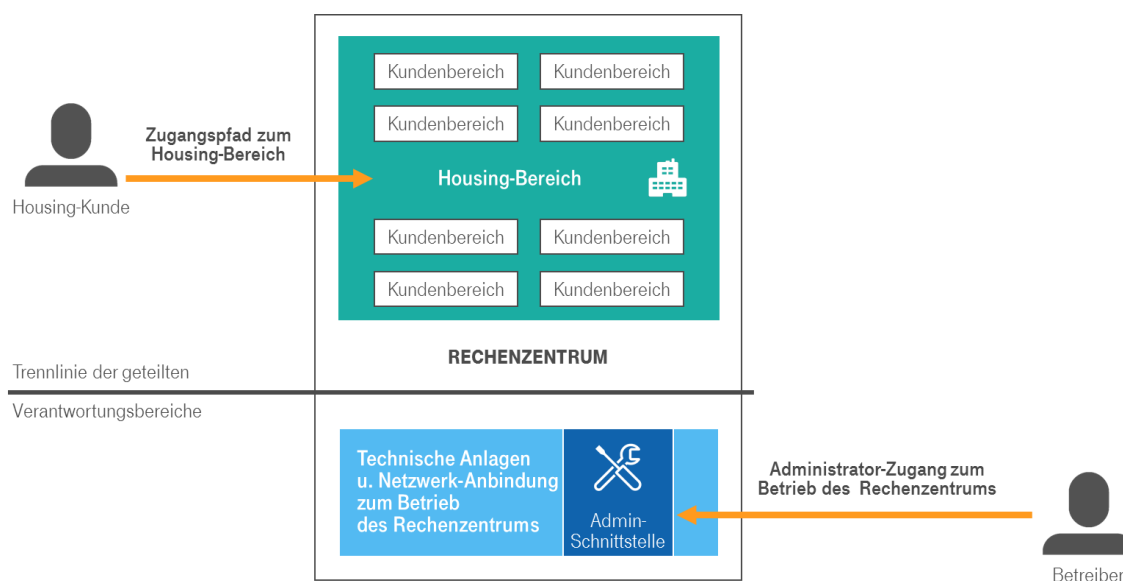 Kundenbereich Kundenbereich
Kundenbereich Kundenbereich
Zugangspfad zum
Housing-Bereich
Housing-Bereich
Housing-Kunde
Kundenbereich Kundenbereich
Kundenbereich Kundenbereich
RECHENZENTRUM
Trennlinie der geteilten
Verantwortungsbereiche
Technische Anlagen
u. Netzwerk-Anbindung
zum Betrieb
des Rechenzentrums
Admin-
Schnittstelle
Administrator-Zugang zum
Betrieb des Rechenzentrums
Betreiber